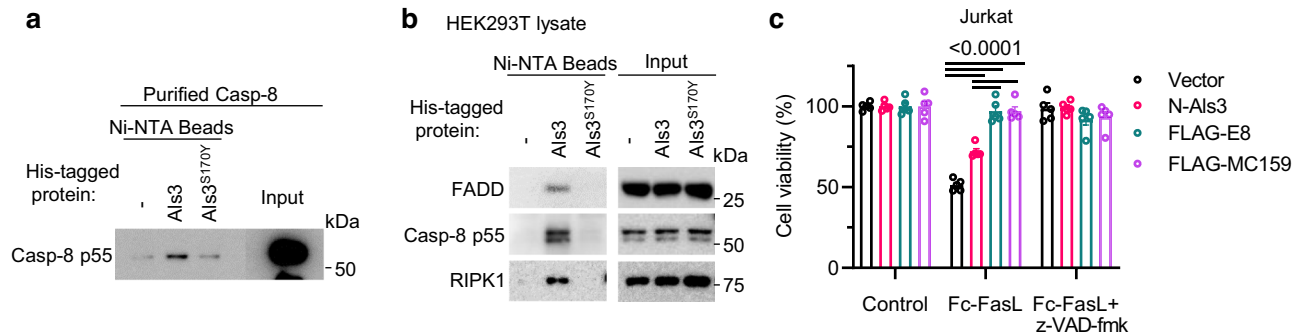 a
Purified Casp-8
Ni-NTA Beads
His-tagged
protein:
-
Als3
Als3S170Y
Input
kDa
Casp-8 p55
50
b
HEK293T lysate
Ni-NTA Beads
Input
His-tagged
protein:
-
Als3
Als3S170Y
-
Als3
Als3S170Y
kDa
FADD
25
Casp-8 p55
50
RIPK1
75
c
Jurkat
<0.0001
Cell viability (%)
100
50
0
Control
Fc-FasL
Fc-FasL+
z-VAD-fmk
Vector
N-Als3
FLAG-E8
FLAG-MC159